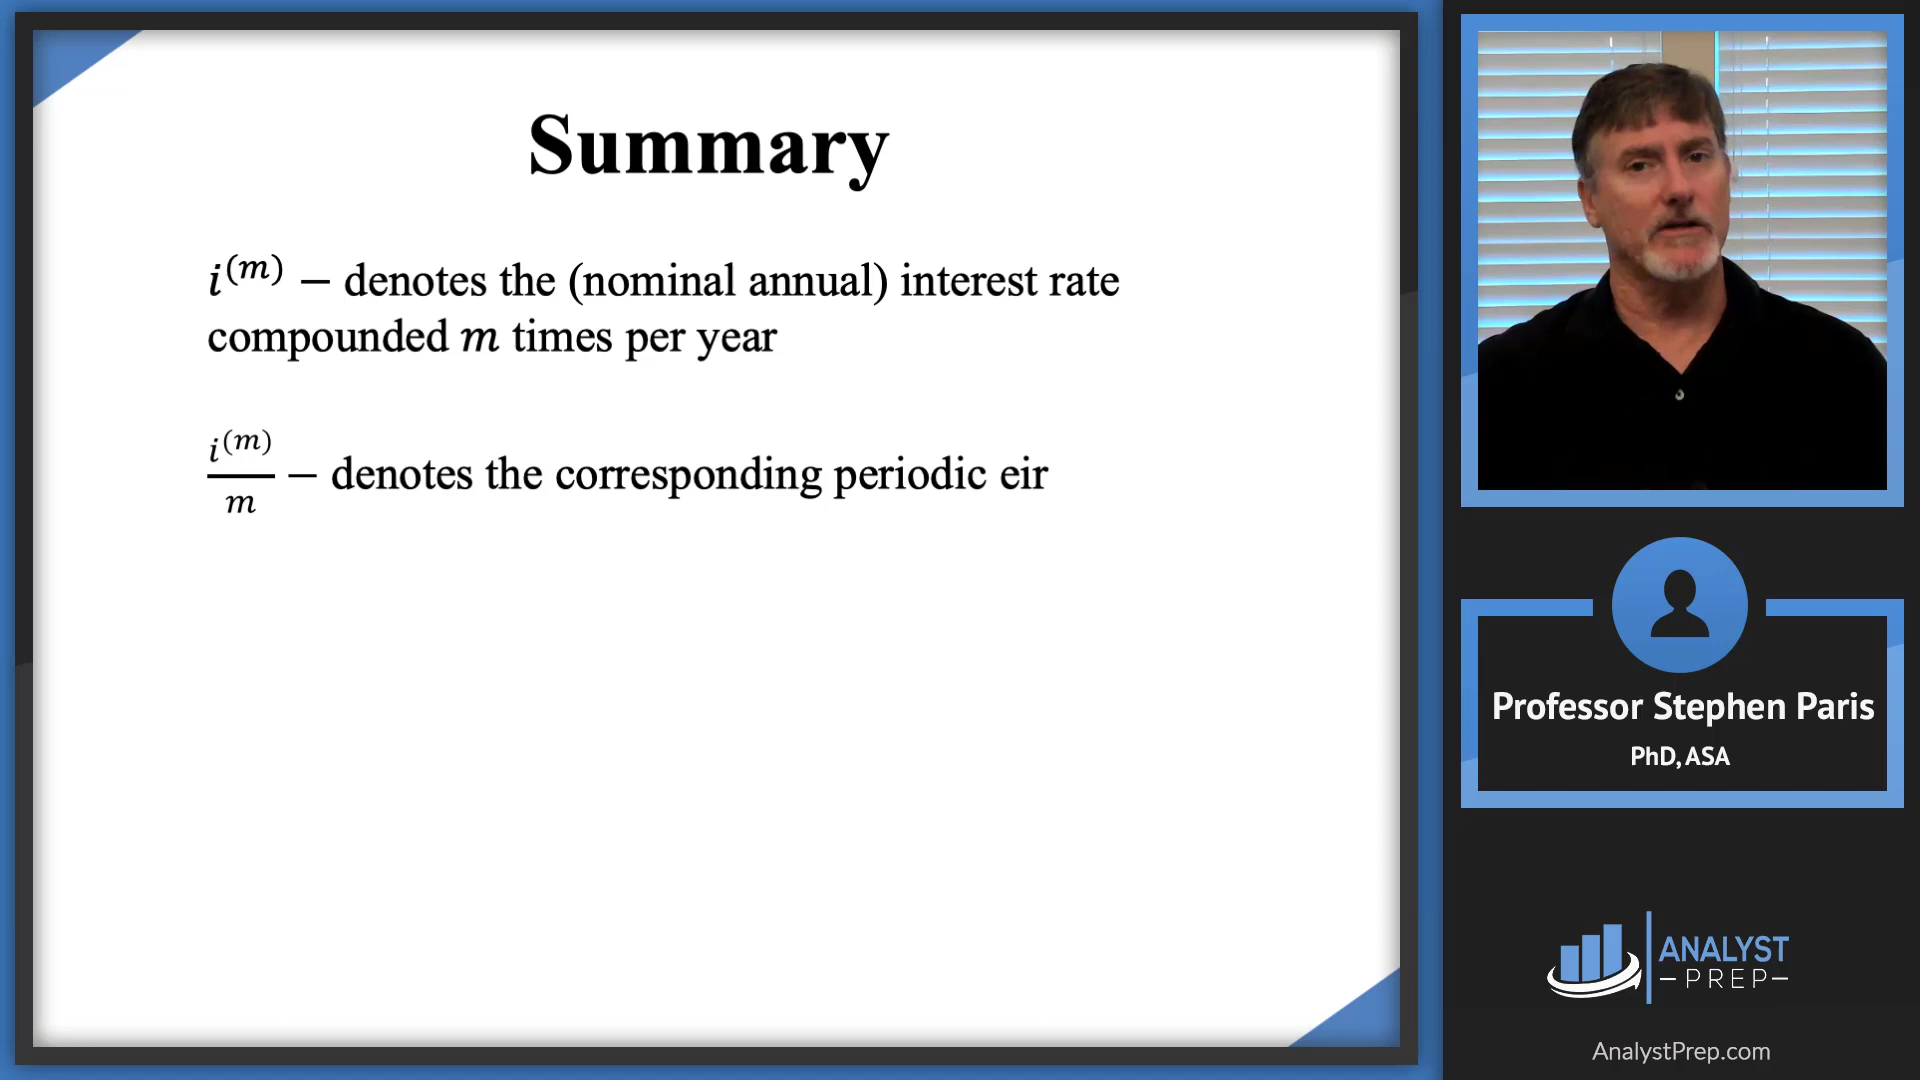 Summary
i^(m) – denotes the (nominal annual) interest rate
compounded m times per year
i^(m)/m – denotes the corresponding periodic eir
Professor Stephen Paris
PhD, ASA
ANALYST
PREP
AnalystPrep.com